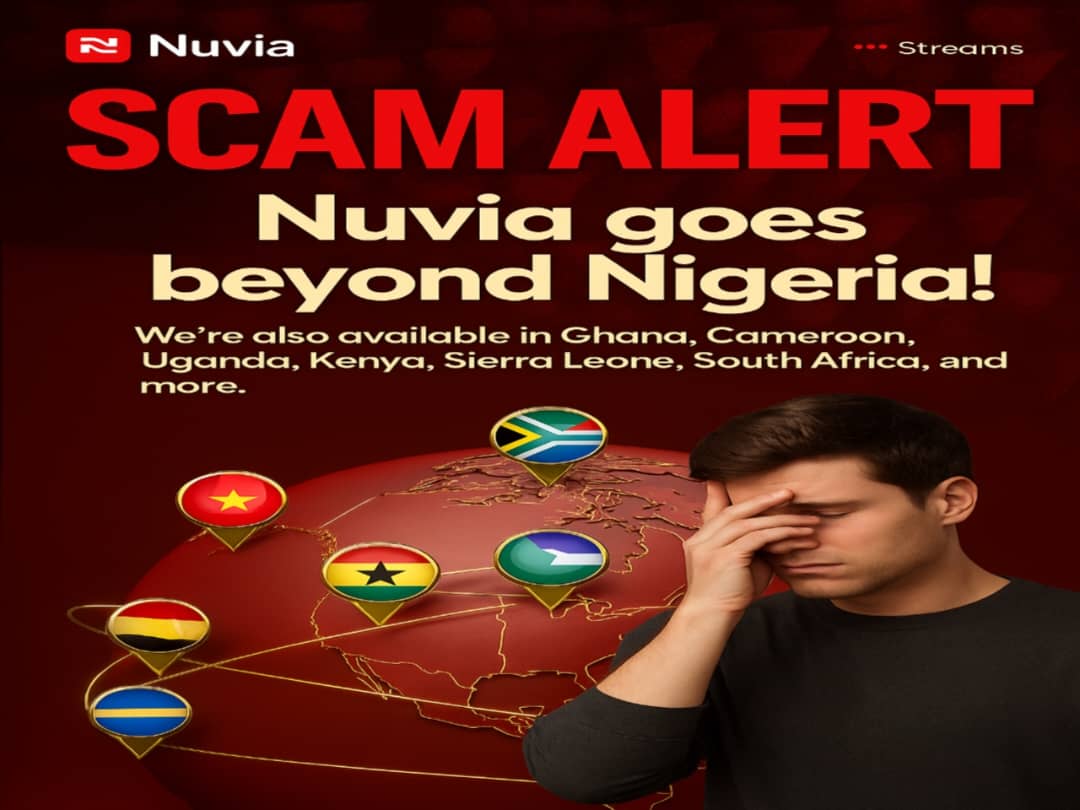 Nuvia
Streams
SCAM ALERT
Nuvia goes
beyond Nigeria!
We're also available in Ghana, Cameroon,
Uganda, Kenya, Sierra Leone, South Africa, and
more.